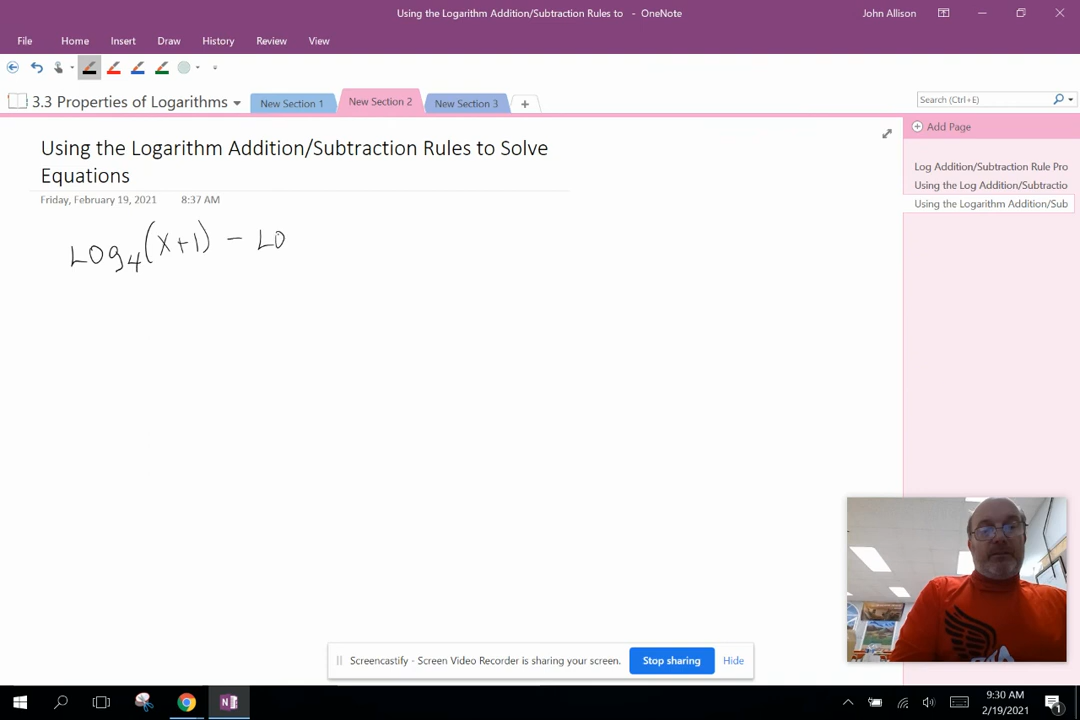 Using the Logarithm Addition/Subtraction Rules to - OneNote
John Allison
File Home Insert Draw History Review View
3.3 Properties of Logarithms New Section 1 New Section 2 New Section 3
Search (Ctrl+E)
Add Page
Using the Logarithm Addition/Subtraction Rules to Solve
Equations
Friday, February 19, 2021 8:37 AM
Log Addition/Subtraction Rule Pro
Using the Log Addition/Subtractio
Using the Logarithm Addition/Sub
LOg₄(X+1) - LO
Screencastify - Screen Video Recorder is sharing your screen. Stop sharing Hide
9:30 AM
2/19/2021
1